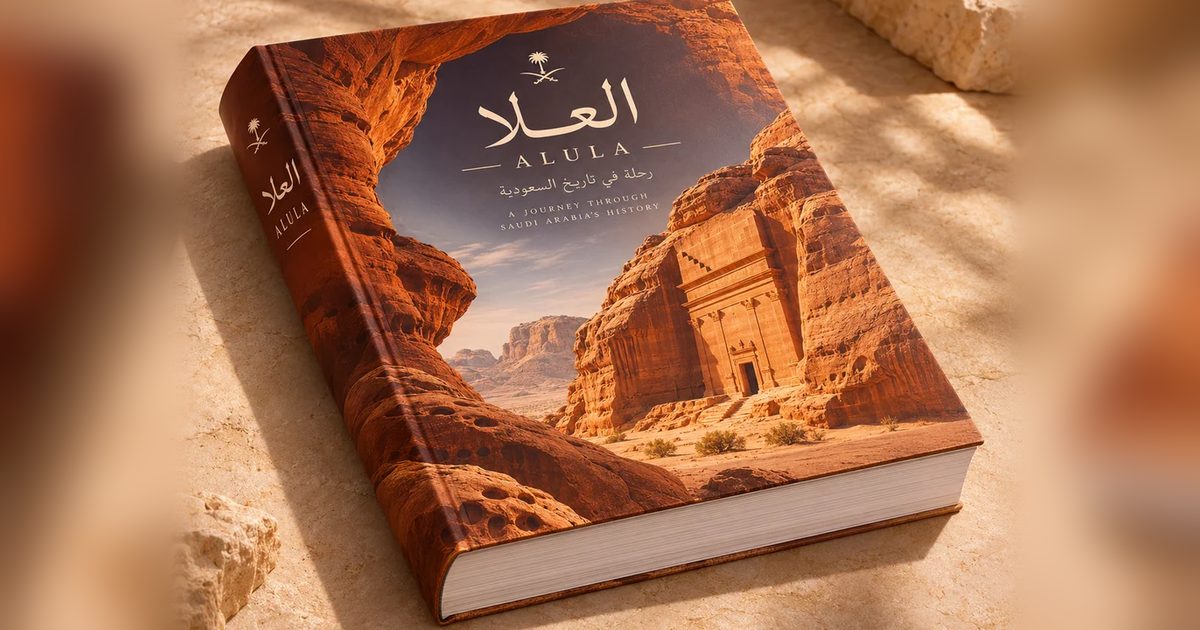 العلا
ALULA
رحلة في تاريخ السعودية
A JOURNEY THROUGH
SAUDI ARABIA'S HISTORY
العلا
ALULA